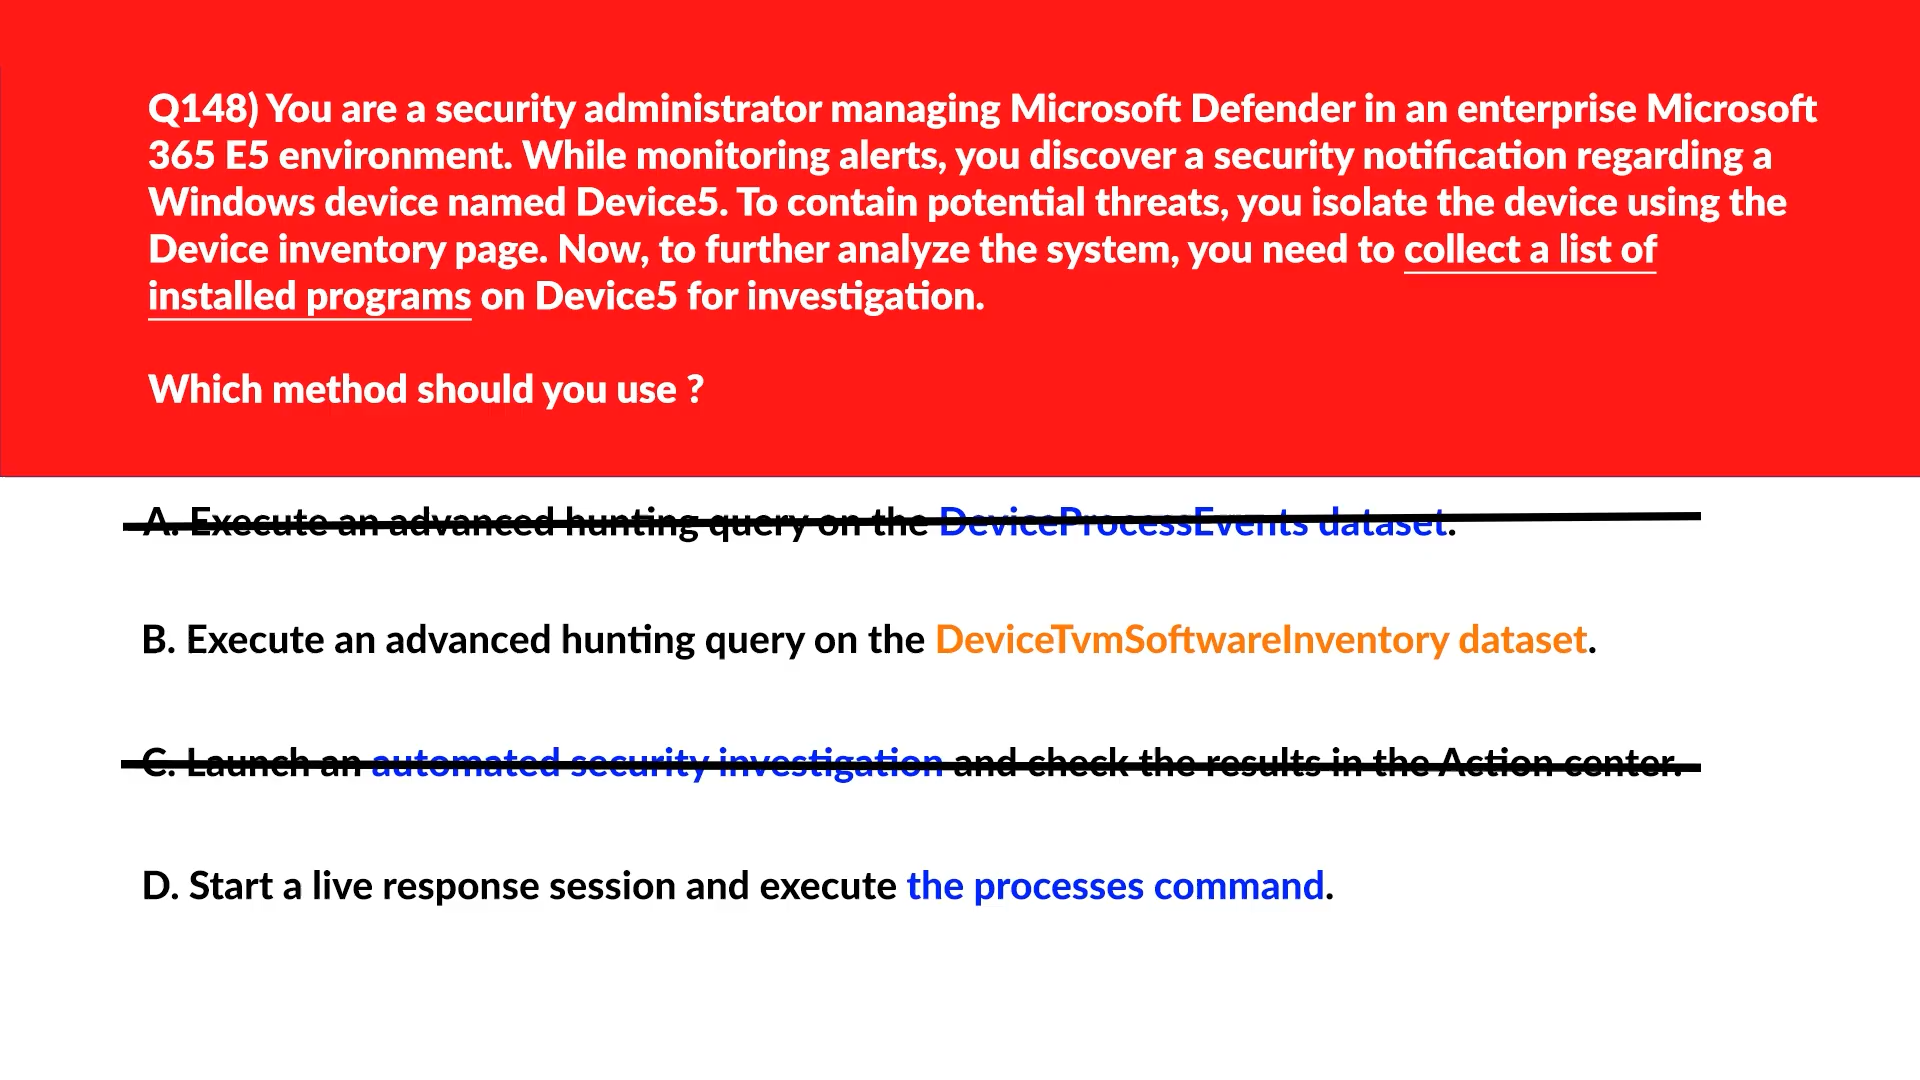 Q148) You are a security administrator managing Microsoft Defender in an enterprise Microsoft
365 E5 environment. While monitoring alerts, you discover a security notification regarding a
Windows device named Device5. To contain potential threats, you isolate the device using the
Device inventory page. Now, to further analyze the system, you need to collect a list of
installed programs on Device5 for investigation.
Which method should you use ?
A. Execute an advanced hunting query on the DeviceProcessEvents dataset.
B. Execute an advanced hunting query on the DeviceTvmSoftwareInventory dataset.
C. Launch an automated security investigation and check the results in the Action center.
D. Start a live response session and execute the processes command.